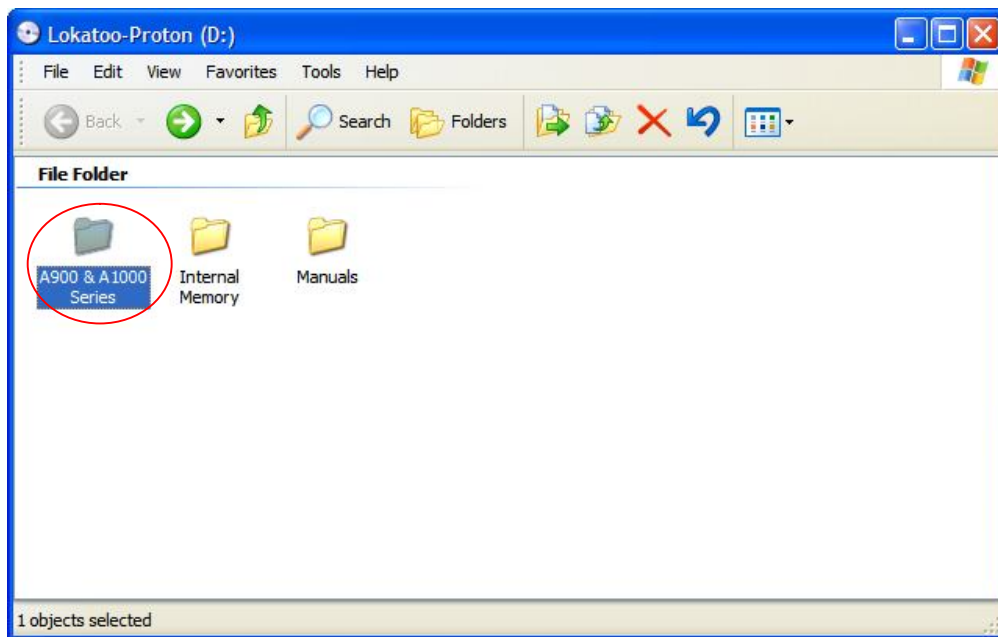 Lokatoo-Proton (D:)
File Edit View Favorites Tools Help
Back Search Folders
File Folder
A900 & A1000
Series
Internal
Memory
Manuals
1 objects selected